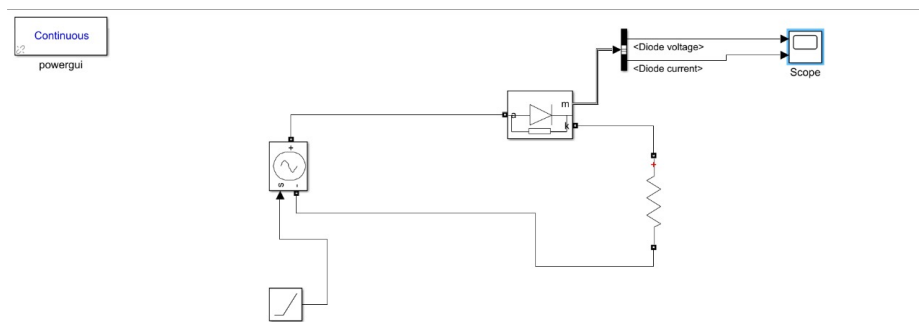 Continuous
powergui
<Diode voltage>
<Diode current>
Scope
m
a
k
+
s
-
+